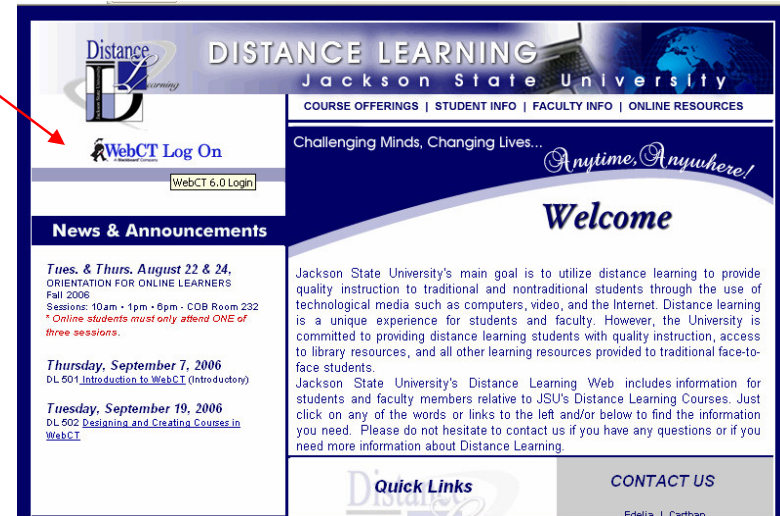 Distance
Learning
DISTANCE LEARNING
Jackson State University
COURSE OFFERINGS | STUDENT INFO | FACULTY INFO | ONLINE RESOURCES
WebCT Log On
WebCT 6.0 Login
Challenging Minds, Changing Lives...
Anytime, Anywhere!
Welcome
News & Announcements
Tues. & Thurs. August 22 & 24,
ORIENTATION FOR ONLINE LEARNERS
Fall 2006
Sessions: 10am • 1pm • 6pm - COB Room 232
* Online students must only attend ONE of
three sessions.
Thursday, September 7, 2006
DL 501 Introduction to WebCT (Introductory)
Tuesday, September 19, 2006
DL 502 Designing and Creating Courses in
WebCT
Jackson State University's main goal is to utilize distance learning to provide
quality instruction to traditional and nontraditional students through the use of
technological media such as computers, video, and the Internet. Distance learning
is a unique experience for students and faculty. However, the University is
committed to providing distance learning students with quality instruction, access
to library resources, and all other learning resources provided to traditional face-to-
face students.
Jackson State University's Distance Learning Web includes information for
students and faculty members relative to JSU's Distance Learning Courses. Just
click on any of the words or links to the left and/or below to find the information
you need. Please do not hesitate to contact us if you have any questions or if you
need more information about Distance Learning.
Distance
Quick Links
CONTACT US